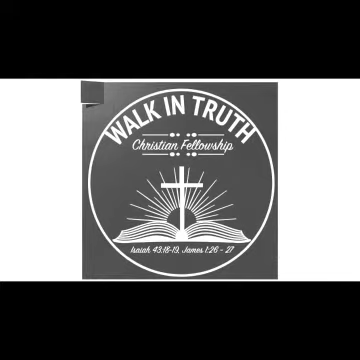 WALK IN TRUTH
Christian Fellowship
Isaiah 43:18-19, James 1:26 - 27